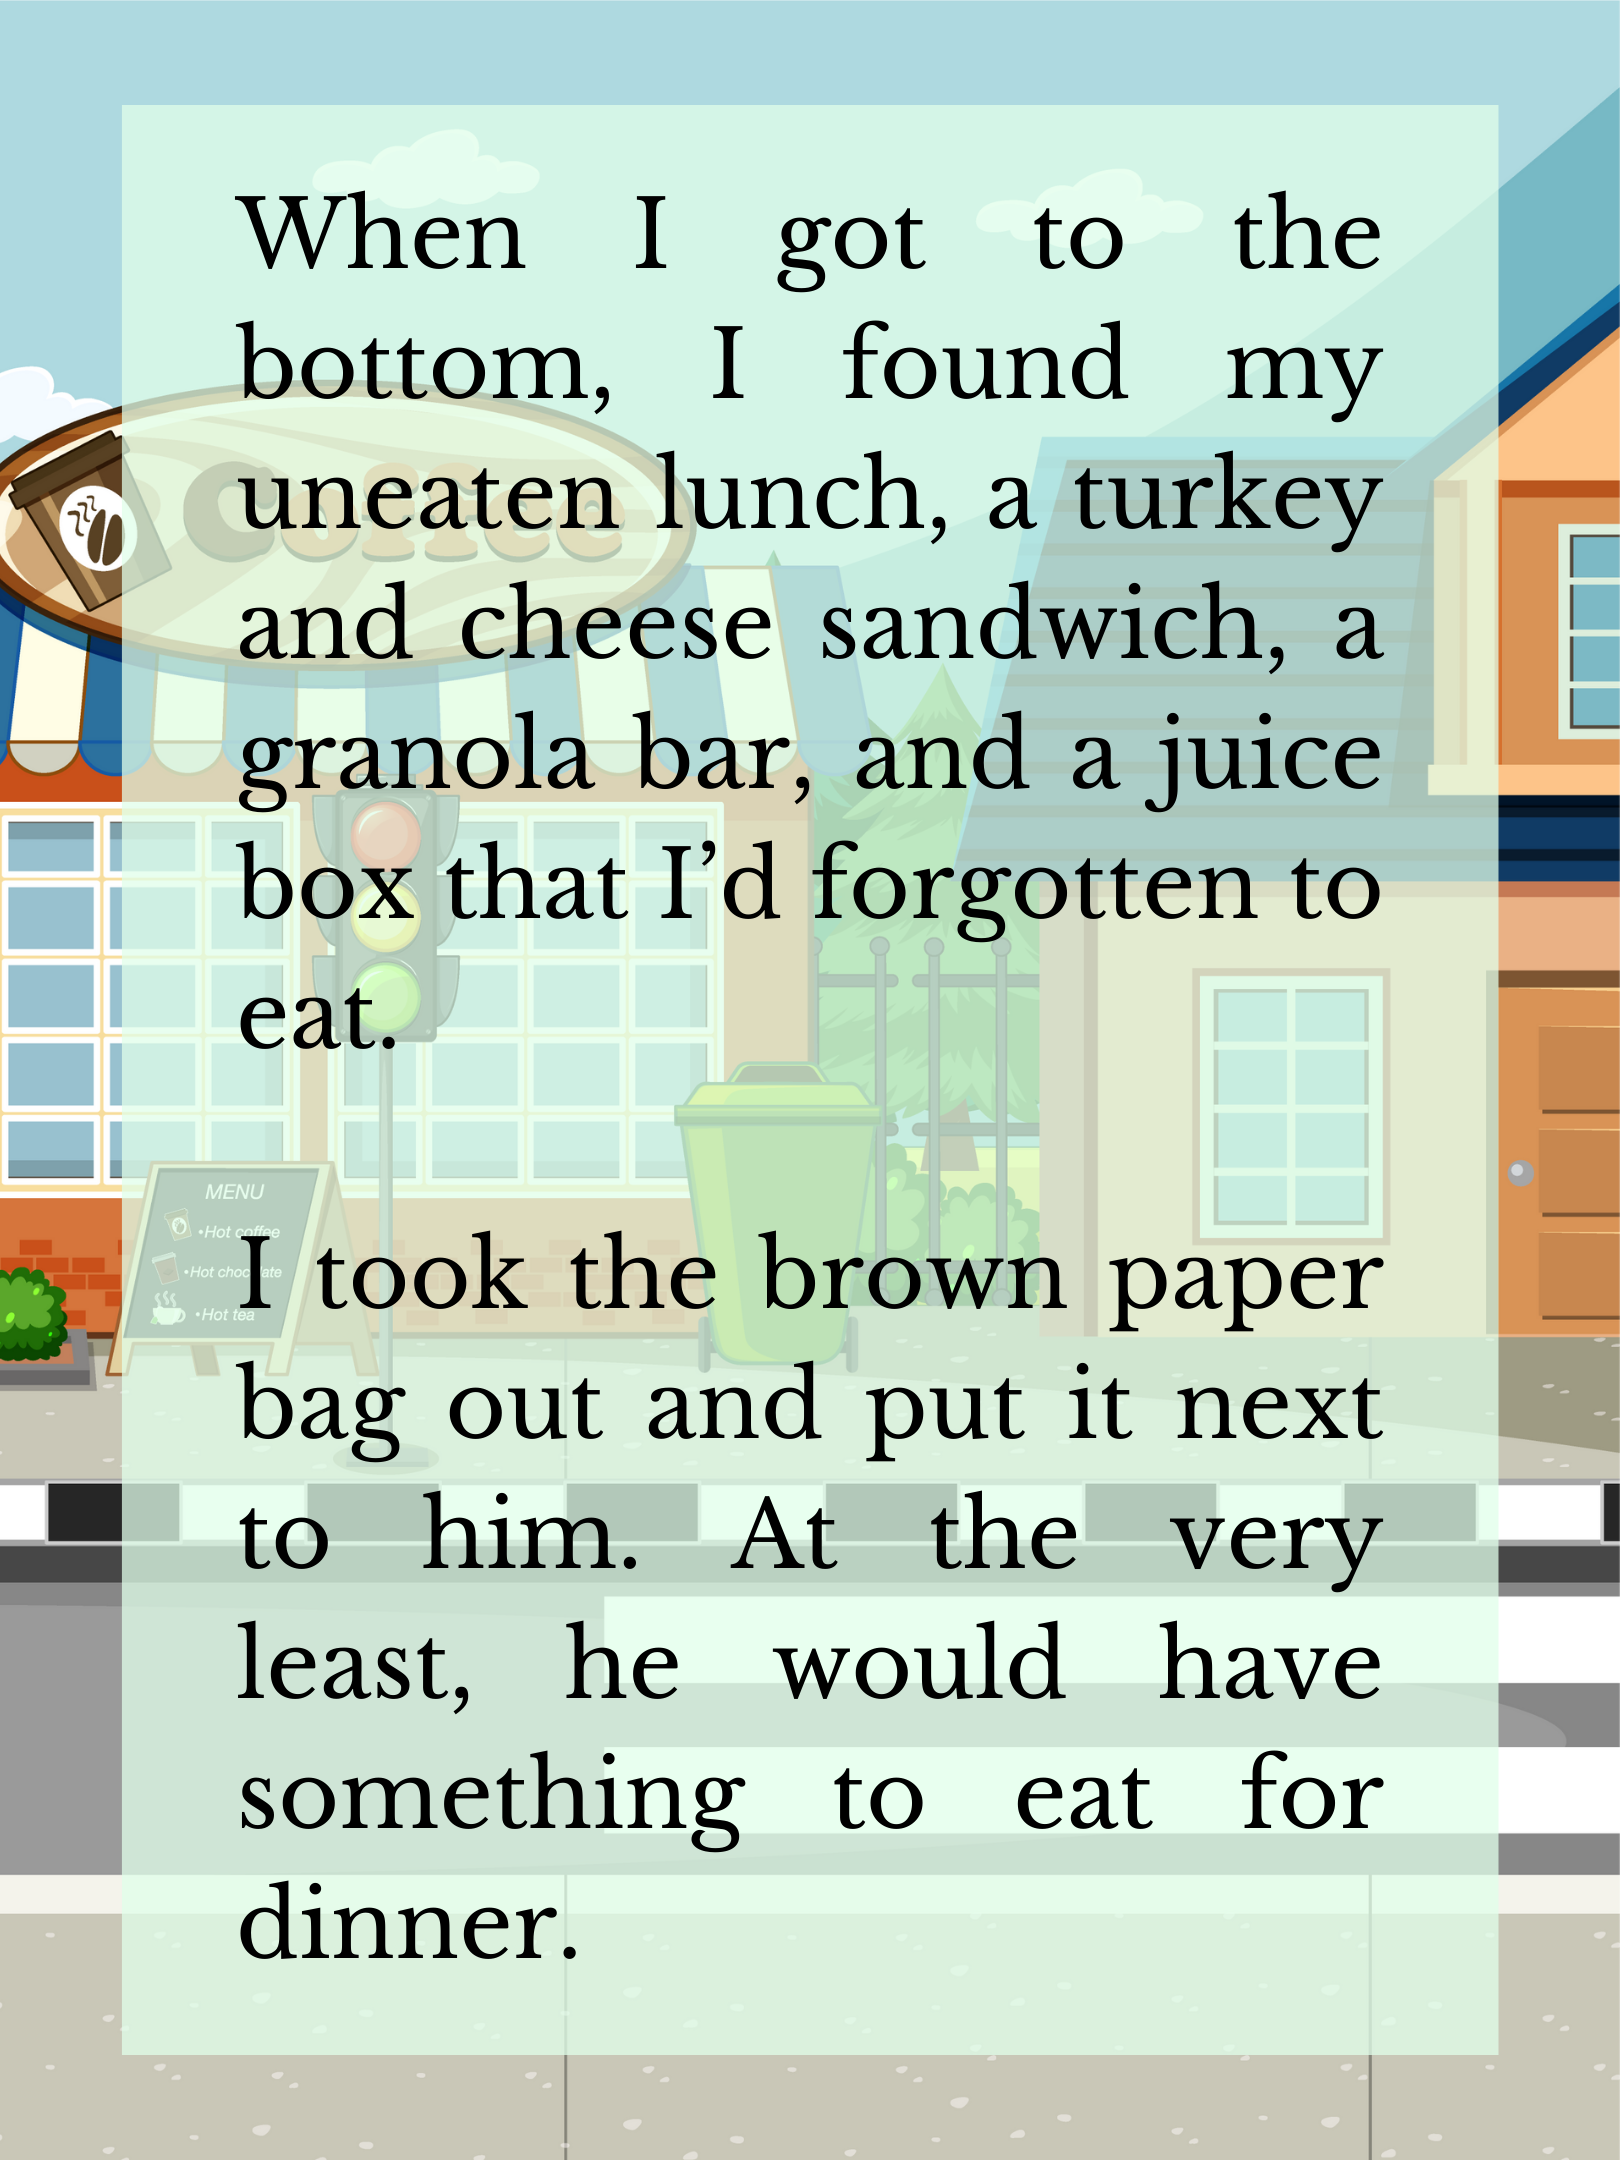 When I got to the
bottom, I found my
uneaten lunch, a turkey
and cheese sandwich, a
granola bar, and a juice
box that I’d forgotten to
eat.
I took the brown paper
bag out and put it next
to him. At the very
least, he would have
something to eat for
dinner.
Coffee
MENU
•Hot coffee
•Hot chocolate
•Hot tea